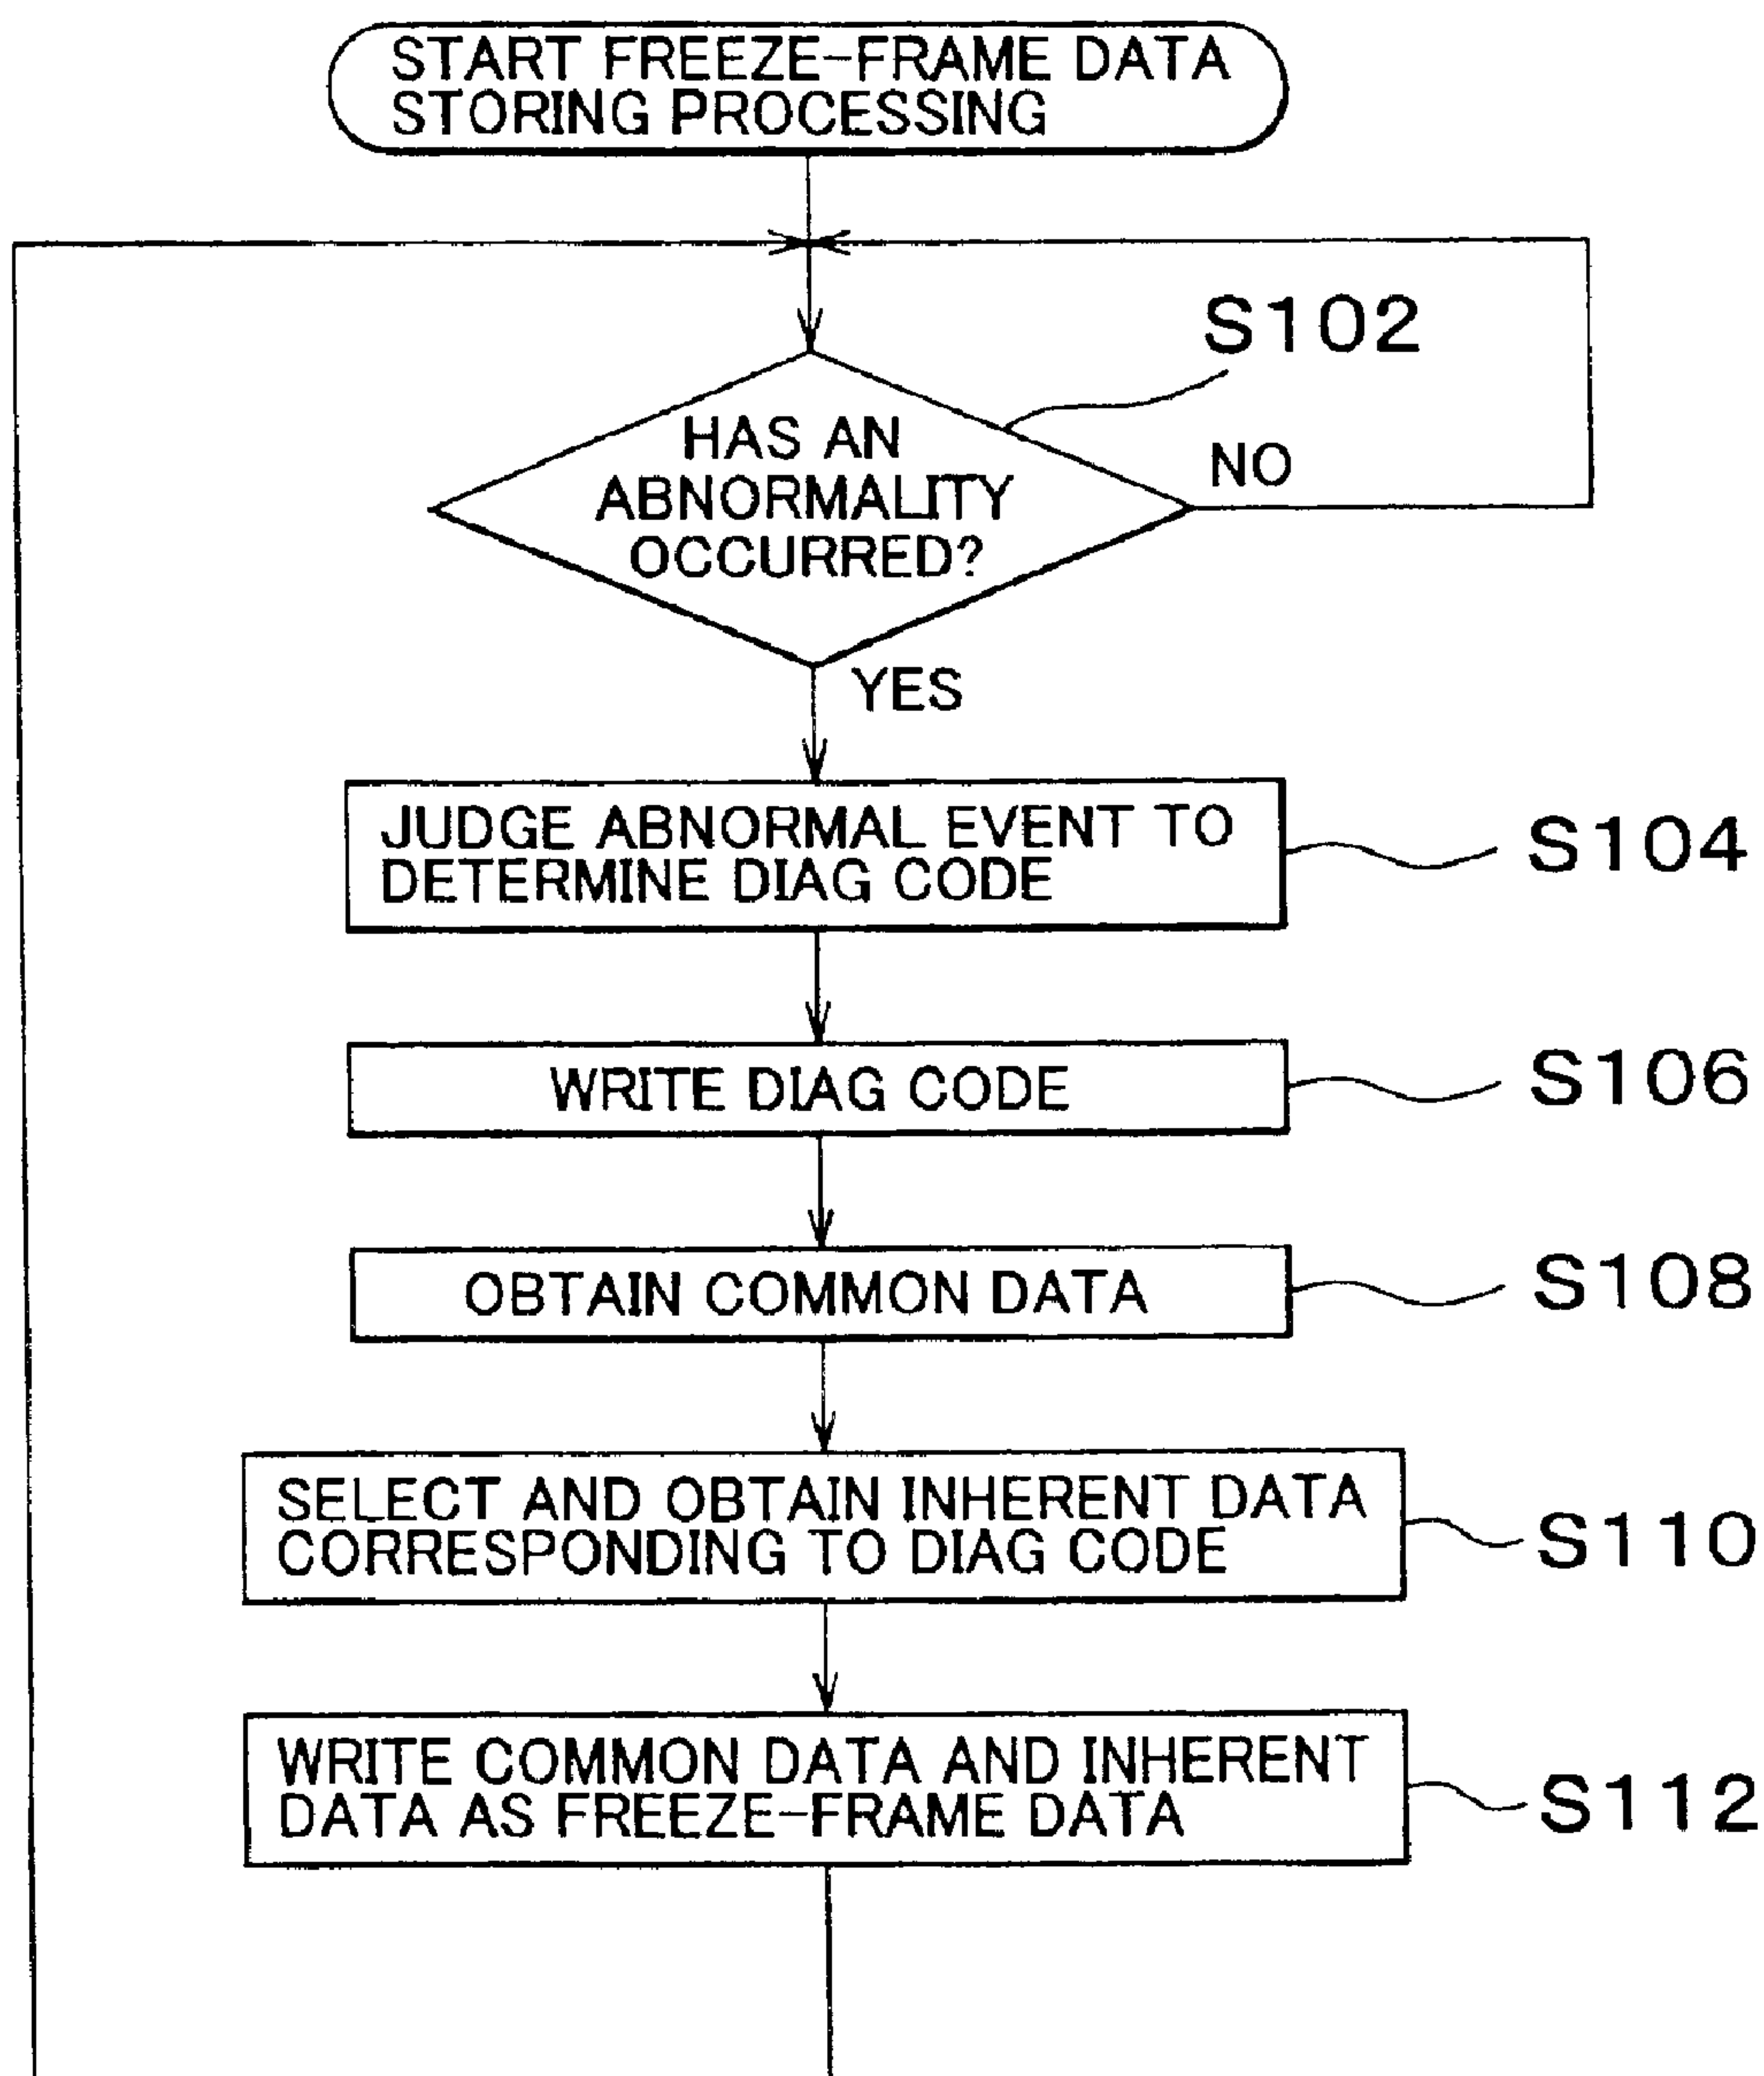 START FREEZE-FRAME DATA
STORING PROCESSING
S102
HAS AN
ABNORMALITY
OCCURRED?
NO
YES
JUDGE ABNORMAL EVENT TO
DETERMINE DIAG CODE
S104
WRITE DIAG CODE
S106
OBTAIN COMMON DATA
S108
SELECT AND OBTAIN INHERENT DATA
CORRESPONDING TO DIAG CODE
S110
WRITE COMMON DATA AND INHERENT
DATA AS FREEZE-FRAME DATA
S112